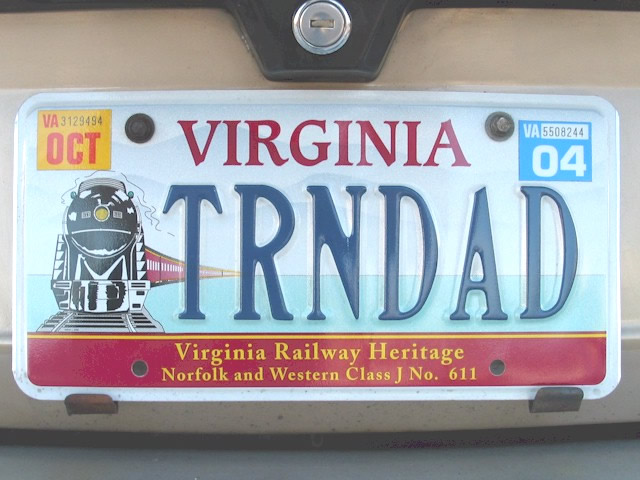 VA 3129494
OCT
VIRGINIA
VA 5508244
04
TRNDAD
Virginia Railway Heritage
Norfolk and Western Class J No. 611